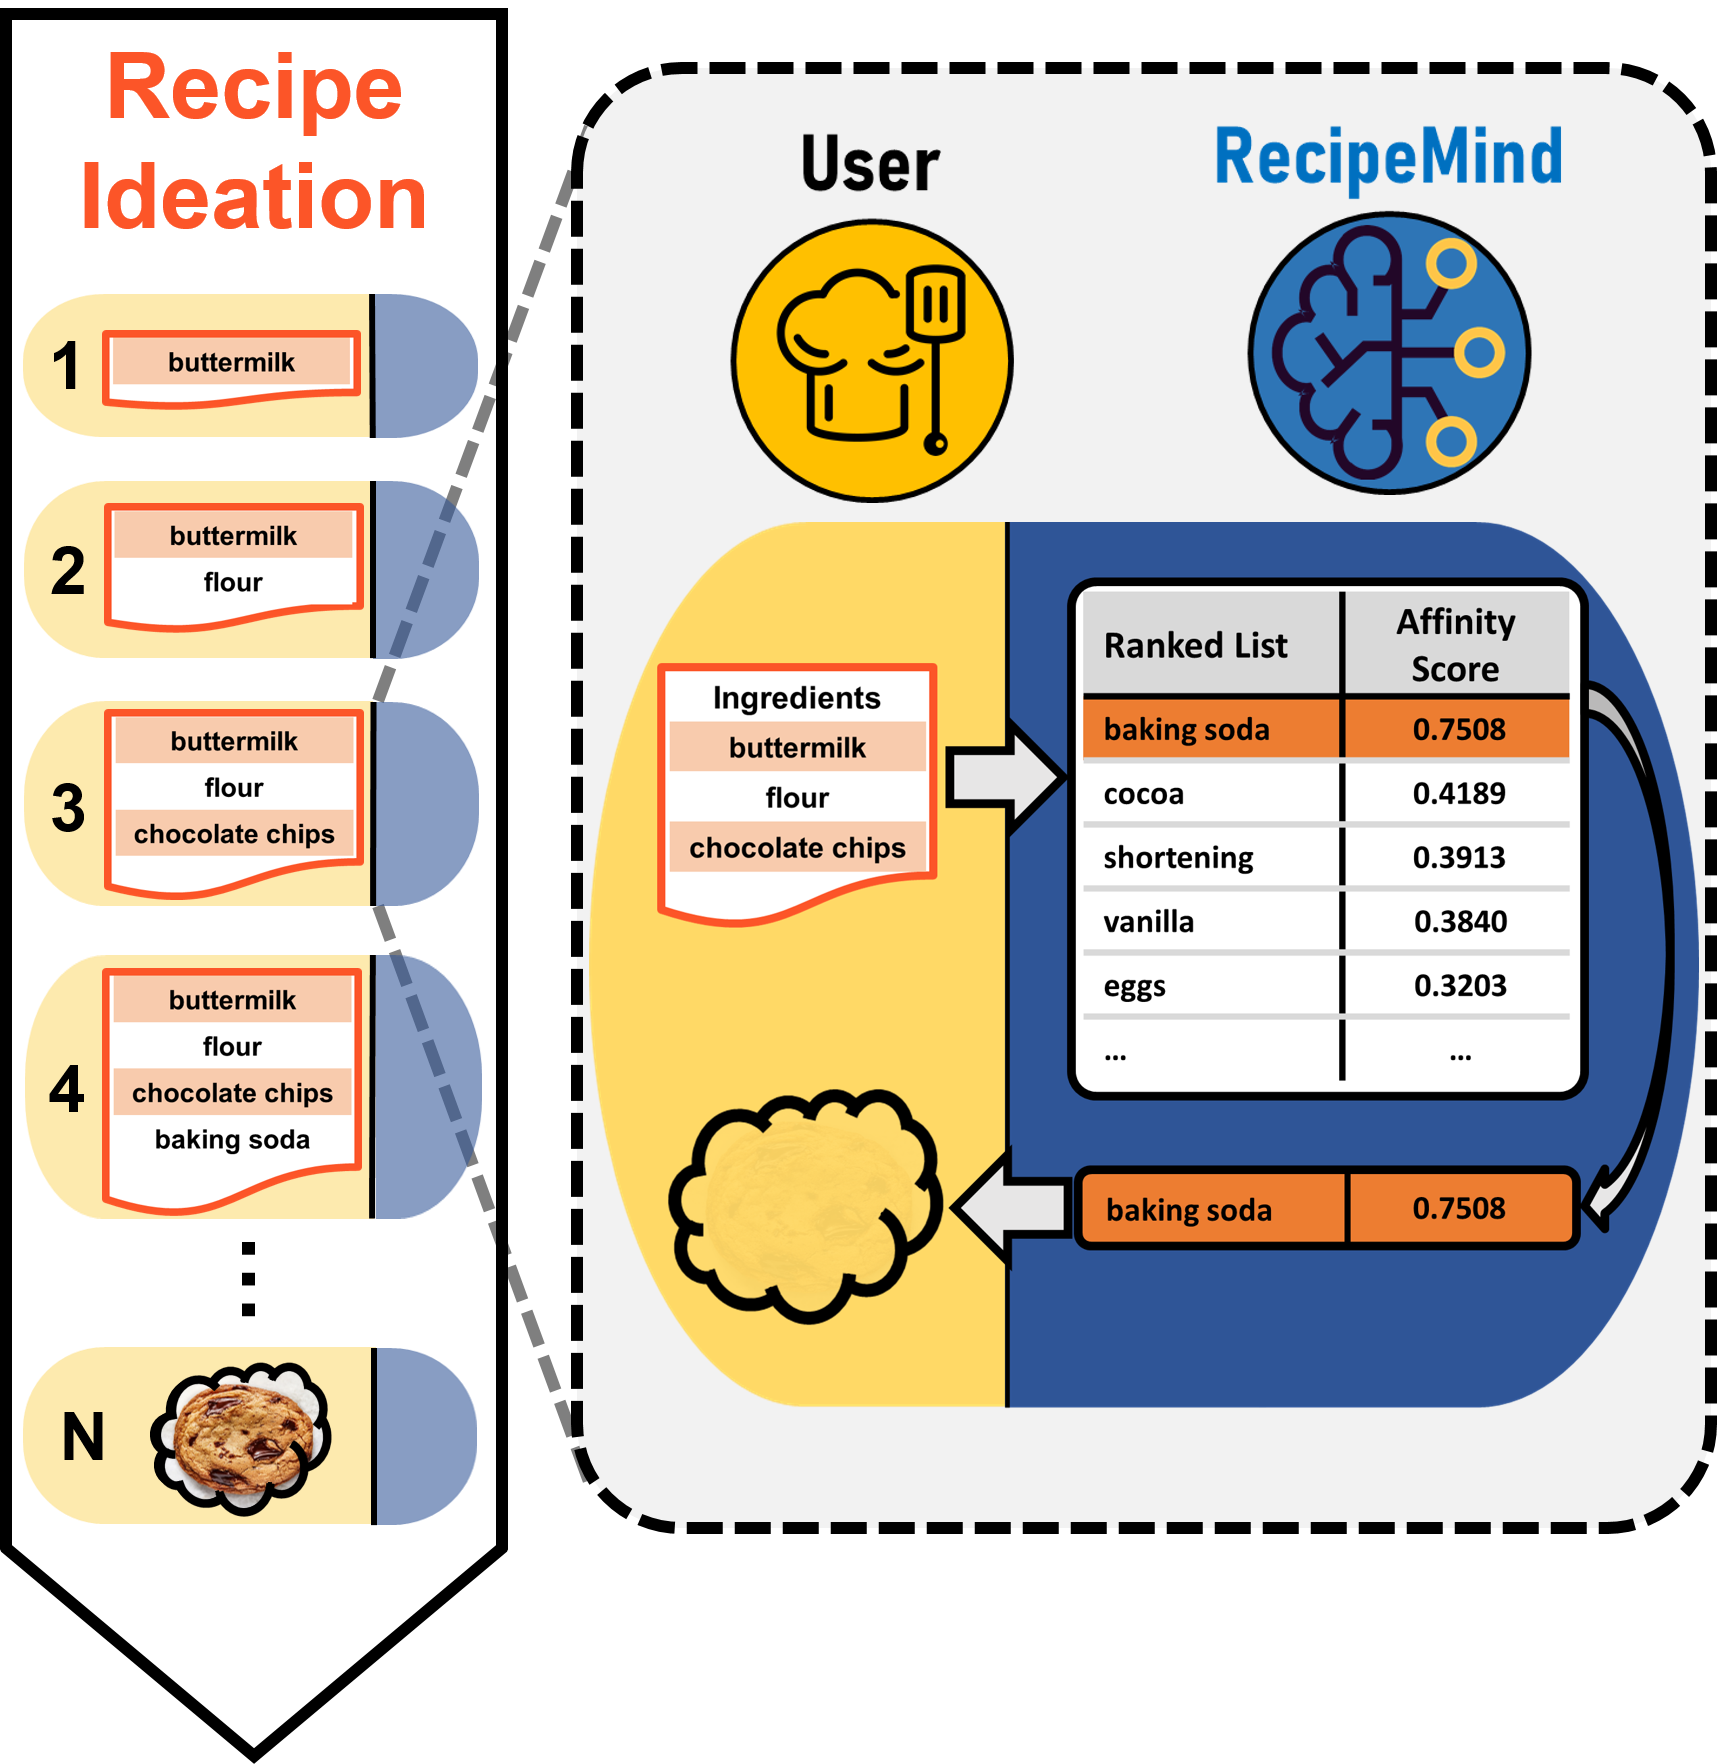 Recipe
Ideation
1
buttermilk
2
buttermilk
flour
3
buttermilk
flour
chocolate chips
4
buttermilk
flour
chocolate chips
baking soda
N
User
RecipeMind
Ingredients
buttermilk
flour
chocolate chips
Ranked List
Affinity
Score
baking soda 0.7508
cocoa 0.4189
shortening 0.3913
vanilla 0.3840
eggs 0.3203
... ...
baking soda 0.7508